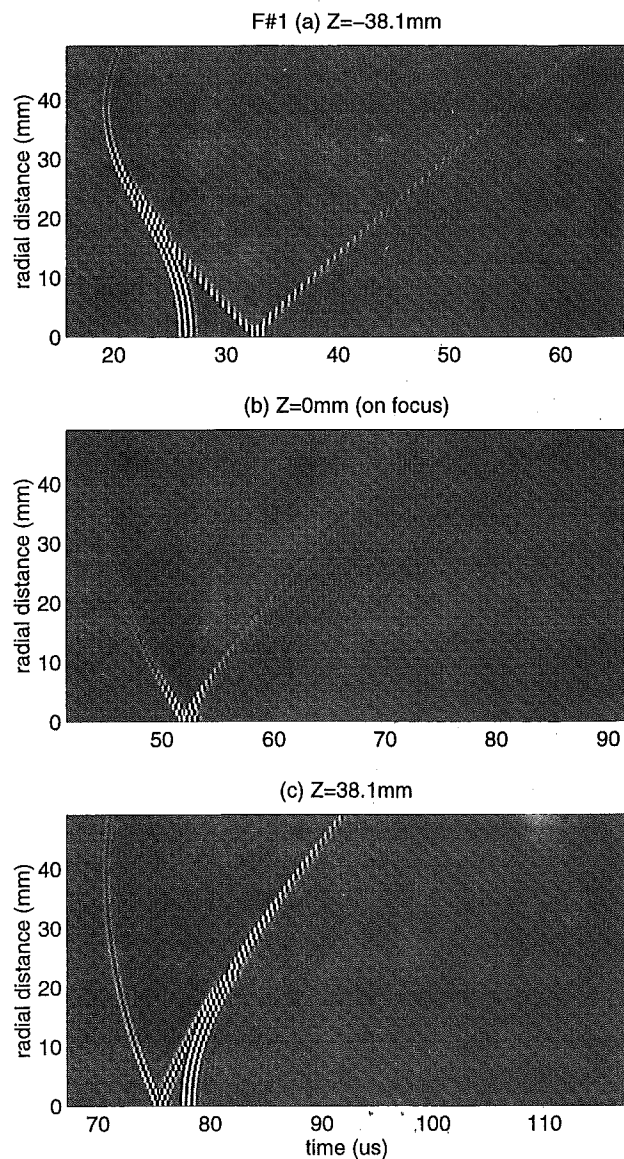 F#1 (a) Z=−38.1mm
radial distance (mm)
40
30
20
10
0
20 30 40 50 60
(b) Z=0mm (on focus)
radial distance (mm)
40
30
20
10
0
50 60 70 80 90
(c) Z=38.1mm
radial distance (mm)
40
30
20
10
0
70 80 90 100 110
time (us)